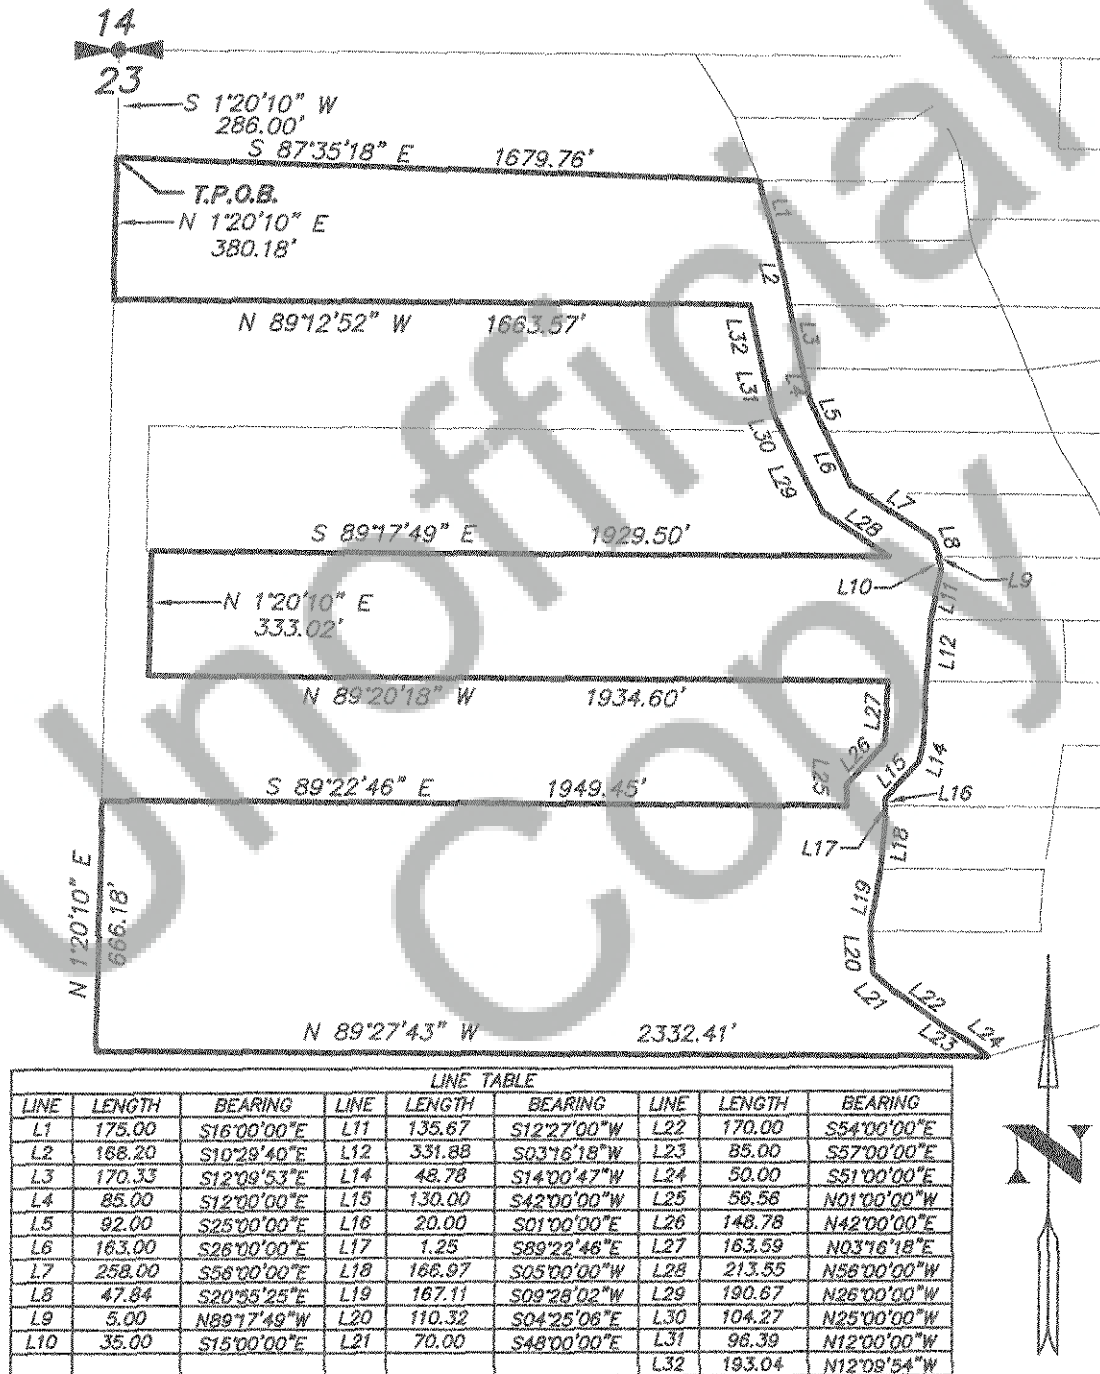 14
23
S 1°20'10" W
286.00'
S 87°35'18" E 1679.76'
T.P.O.B.
N 1°20'10" E
380.18'
N 89°12'52" W 1663.57'
L1
L2
L3
L4
L5
L6
L7
L8
L9
L10
L11
L12
L32
L31
L30
L29
L28
S 89°17'49" E 1929.50'
N 1°20'10" E
333.02'
N 89°20'18" W 1934.60'
L27
L26
L25
L14
L15
L16
L17
L18
L19
L20
L21
L22
L23
L24
S 89°22'46" E 1949.45'
N 1°20'10" E
666.18'
N 89°27'43" W 2332.41'
N
Unofficial
Copy
LINE TABLE
LINE LENGTH BEARING LINE LENGTH BEARING LINE LENGTH BEARING
L1 175.00 S16°00'00"E L11 135.67 S12°27'00"W L22 170.00 S54°00'00"E
L2 168.20 S10°29'40"E L12 331.88 S03°16'18"W L23 85.00 S57°00'00"E
L3 170.33 S12°09'53"E L14 48.78 S14°00'47"W L24 50.00 S51°00'00"E
L4 85.00 S12°00'00"E L15 130.00 S42°00'00"W L25 56.56 N01°00'00"W
L5 92.00 S25°00'00"E L16 20.00 S01°00'00"E L26 148.78 N42°00'00"E
L6 163.00 S26°00'00"E L17 1.25 S89°22'46"E L27 163.59 N03°16'18"E
L7 258.00 S56°00'00"E L18 166.97 S05°00'00"W L28 213.55 N56°00'00"W
L8 47.84 S20°55'25"E L19 167.11 S09°28'02"W L29 190.67 N26°00'00"W
L9 5.00 N89°17'49"W L20 110.32 S04°25'06"E L30 104.27 N25°00'00"W
L10 35.00 S15°00'00"E L21 70.00 S48°00'00"E L31 96.39 N12°00'00"W
L32 193.04 N12°09'54"W